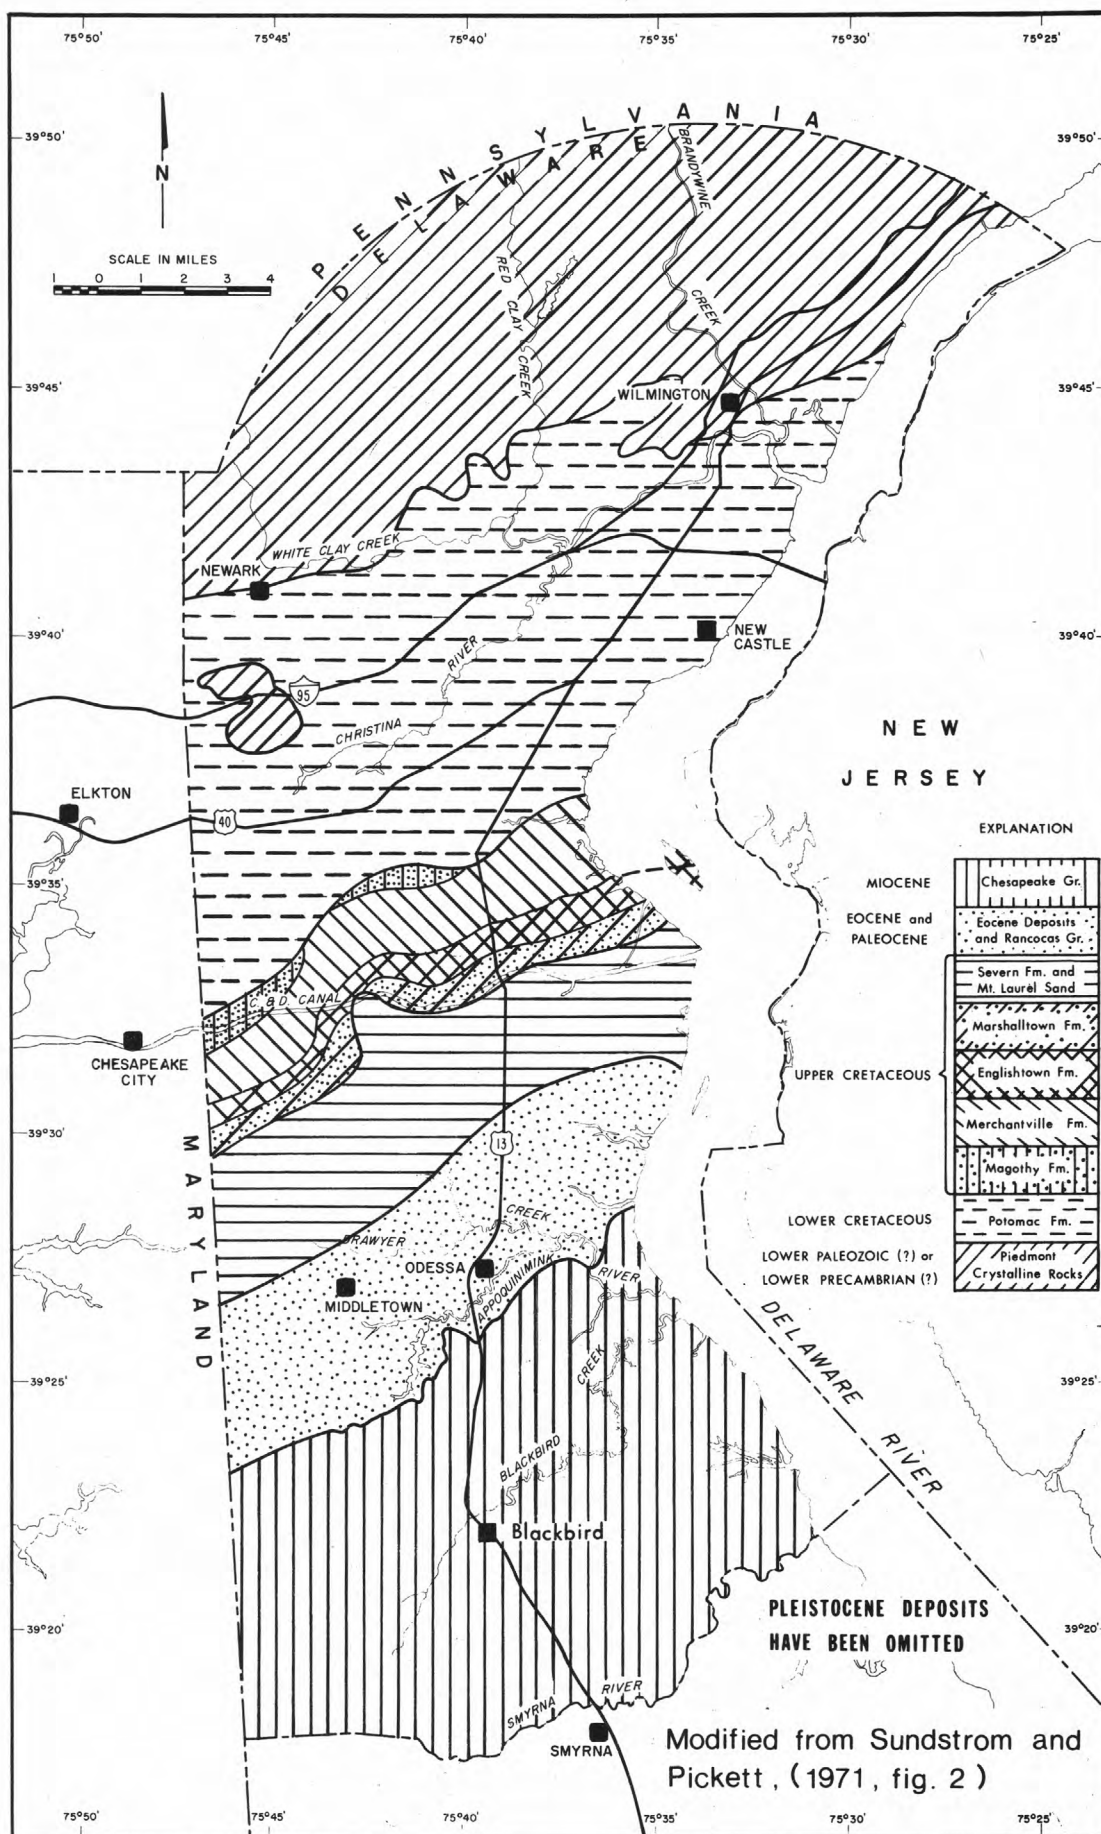 75°50' 75°45' 75°40' 75°35' 75°30' 75°25'
39°50' 39°50'
PENNSYLVANIA
DELAWARE
N
SCALE IN MILES
1 0 1 2 3 4
BRANDYWINE
CREEK
RED CLAY CREEK
39°45' 39°45'
WILMINGTON
WHITE CLAY CREEK
NEWARK
39°40' 39°40'
NEW
CASTLE
RIVER
CHRISTINA
95
NEW
JERSEY
ELKTON
40
EXPLANATION
MIOCENE
Chesapeake Gr.
39°35'
EOCENE and
PALEOCENE
Eocene Deposits
and Rancocas Gr.
Severn Fm. and
Mt. Laurel Sand
Marshalltown Fm.
UPPER CRETACEOUS
Englishtown Fm.
Merchantville Fm.
Magothy Fm.
LOWER CRETACEOUS
Potomac Fm.
LOWER PALEOZOIC (?) or
LOWER PRECAMBRIAN (?)
Piedmont
Crystalline Rocks
C. & D. CANAL
CHESAPEAKE
CITY
39°30'
MARYLAND
13
DRAWYER
CREEK
ODESSA
APPOQUINIMINK
RIVER
MIDDLETOWN
DELAWARE
RIVER
39°25' 39°25'
CREEK
BLACKBIRD
Blackbird
39°20' 39°20'
PLEISTOCENE DEPOSITS
HAVE BEEN OMITTED
SMYRNA
RIVER
SMYRNA
Modified from Sundstrom and
Pickett, (1971, fig. 2)
75°50' 75°45' 75°40' 75°35' 75°30' 75°25'